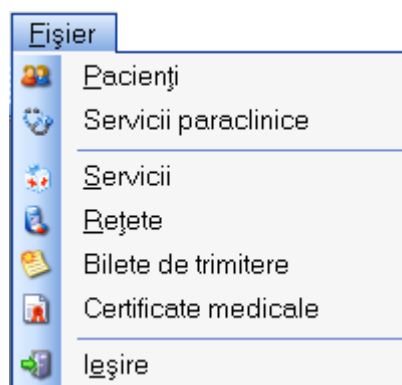 Fişier
Pacienţi
Servicii paraclinice
Servicii
Reţete
Bilete de trimitere
Certificate medicale
Ieşire